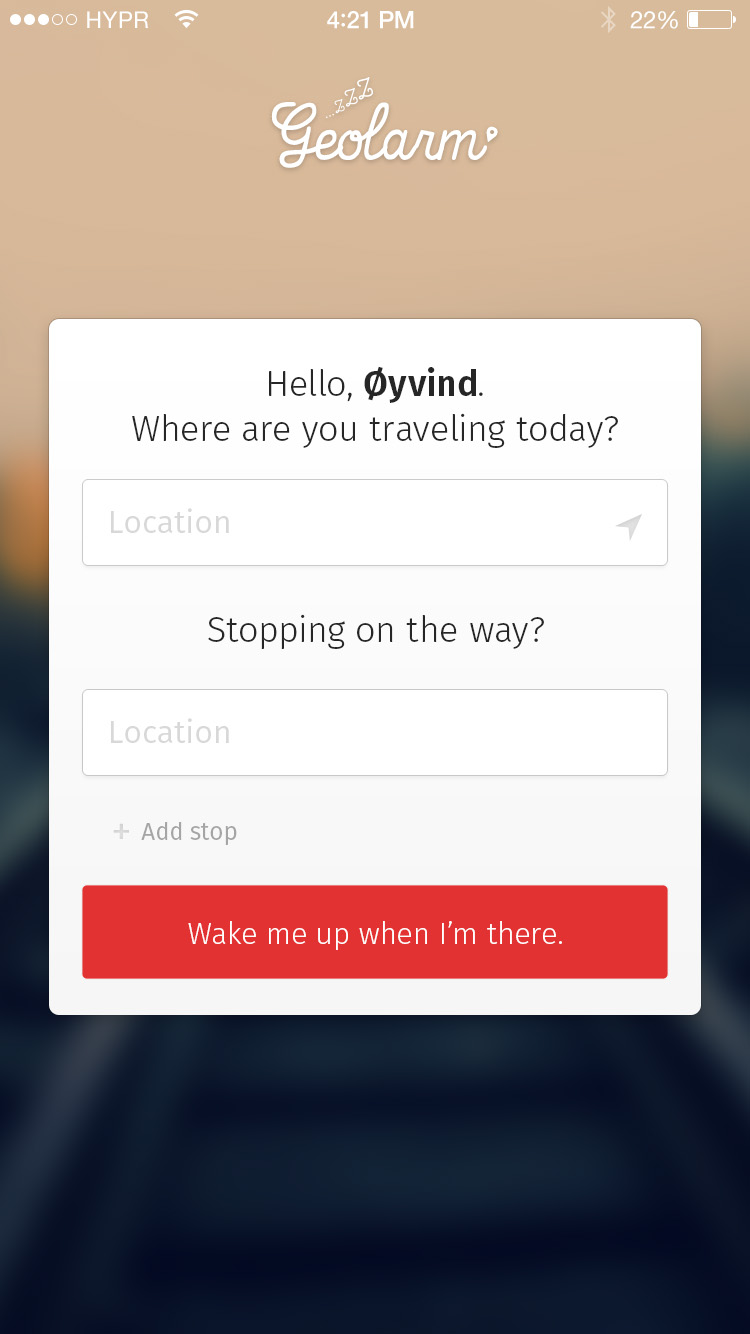 HYPR 4:21 PM 22%
...zzZ
Geolarm
Hello, Øyvind.
Where are you traveling today?
Location
Stopping on the way?
Location
+ Add stop
Wake me up when I’m there.